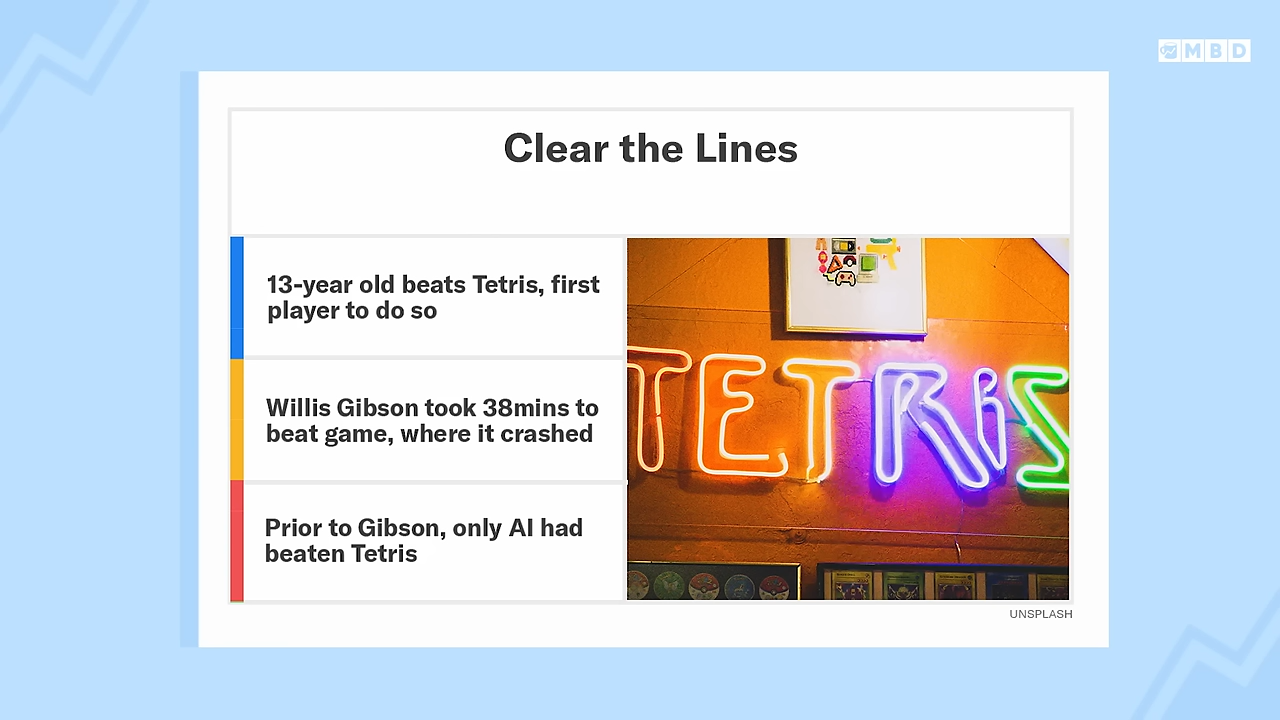 MBD
Clear the Lines
13-year old beats Tetris, first
player to do so
Willis Gibson took 38mins to
beat game, where it crashed
Prior to Gibson, only AI had
beaten Tetris
TETRIS
UNSPLASH